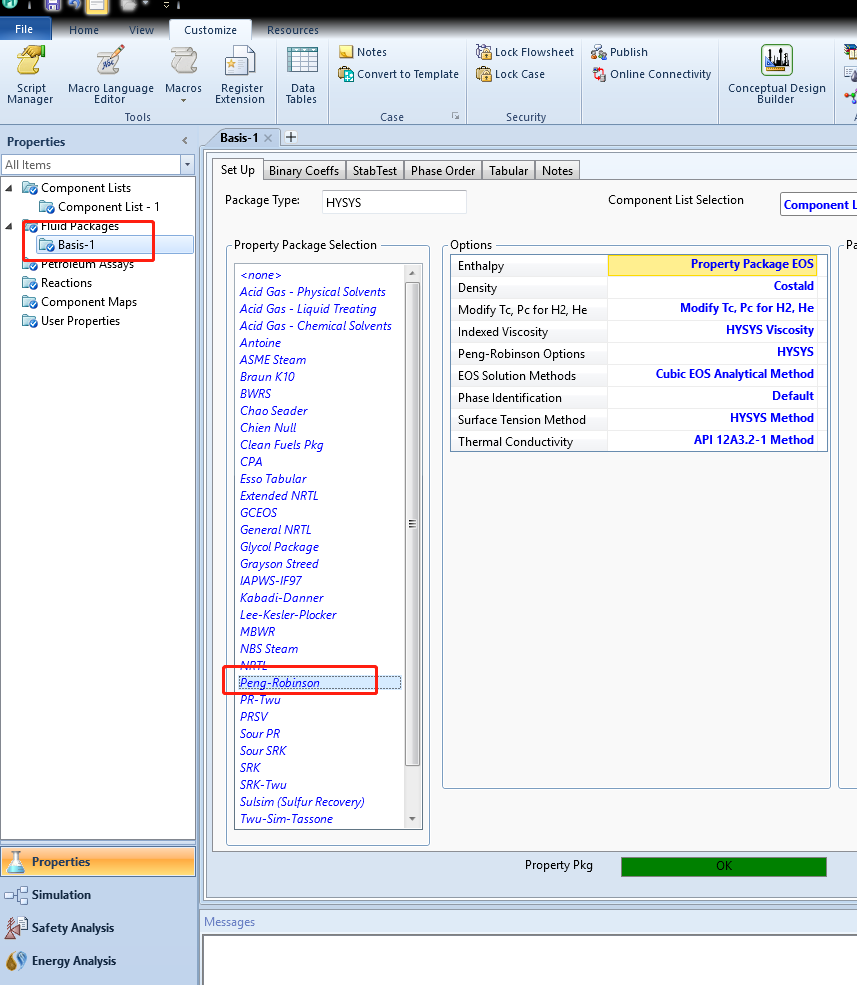 File Home View Customize Resources
Script Manager
Macro Language Editor
Macros
Register Extension
Tools
Data Tables
Notes
Convert to Template
Case
Lock Flowsheet
Lock Case
Security
Publish
Online Connectivity
Conceptual Design Builder
Properties
All Items
Component Lists
Component List - 1
Fluid Packages
Basis-1
Petroleum Assays
Reactions
Component Maps
User Properties
Properties
Simulation
Safety Analysis
Energy Analysis
Basis-1
Set Up Binary Coeffs StabTest Phase Order Tabular Notes
Package Type: HYSYS
Component List Selection
Component L
Property Package Selection
<none>
Acid Gas - Physical Solvents
Acid Gas - Liquid Treating
Acid Gas - Chemical Solvents
Antoine
ASME Steam
Braun K10
BWRS
Chao Seader
Chien Null
Clean Fuels Pkg
CPA
Esso Tabular
Extended NRTL
GCEOS
General NRTL
Glycol Package
Grayson Streed
IAPWS-IF97
Kabadi-Danner
Lee-Kesler-Plocker
MBWR
NBS Steam
NRTL
Peng-Robinson
PR-Twu
PRSV
Sour PR
Sour SRK
SRK
SRK-Twu
Sulsim (Sulfur Recovery)
Twu-Sim-Tassone
Options
Enthalpy Property Package EOS
Density Costald
Modify Tc, Pc for H2, He Modify Tc, Pc for H2, He
Indexed Viscosity HYSYS Viscosity
Peng-Robinson Options HYSYS
EOS Solution Methods Cubic EOS Analytical Method
Phase Identification Default
Surface Tension Method HYSYS Method
Thermal Conductivity API 12A3.2-1 Method
Pa
Property Pkg OK
Messages